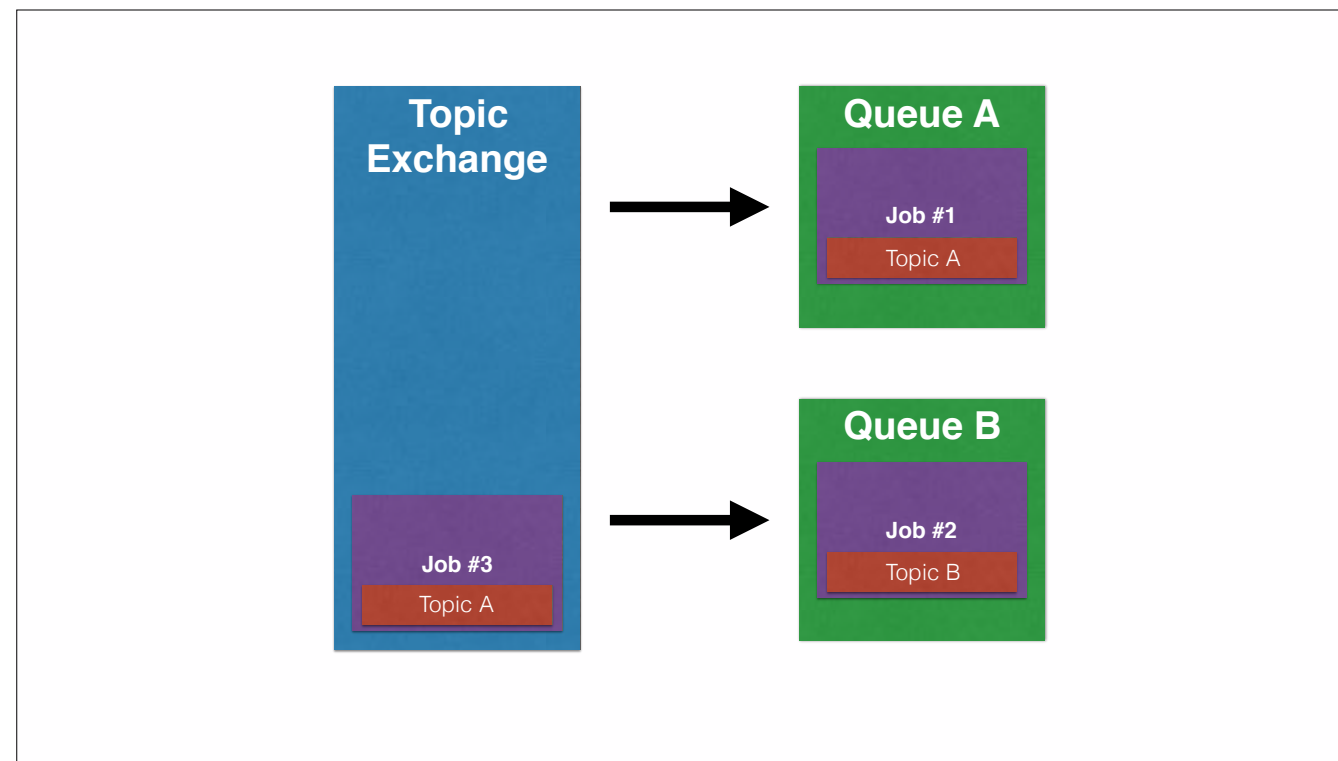 Topic
Exchange
Job #3
Topic A
Queue A
Job #1
Topic A
Queue B
Job #2
Topic B